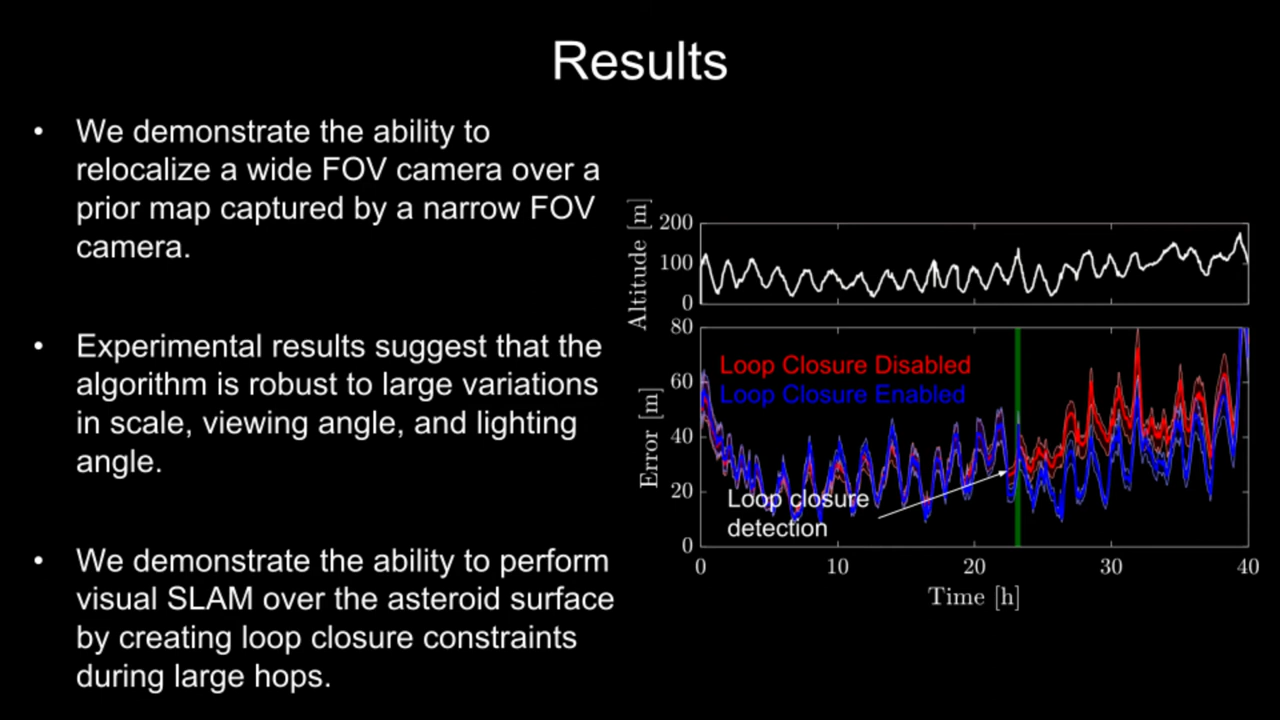 Results
• We demonstrate the ability to
relocalize a wide FOV camera over a
prior map captured by a narrow FOV
camera.
• Experimental results suggest that the
algorithm is robust to large variations
in scale, viewing angle, and lighting
angle.
• We demonstrate the ability to perform
visual SLAM over the asteroid surface
by creating loop closure constraints
during large hops.
Altitude [m]
200
100
0
Error [m]
80
60
40
20
0
Loop Closure Disabled
Loop Closure Enabled
Loop closure
detection
0 10 20 30 40
Time [h]